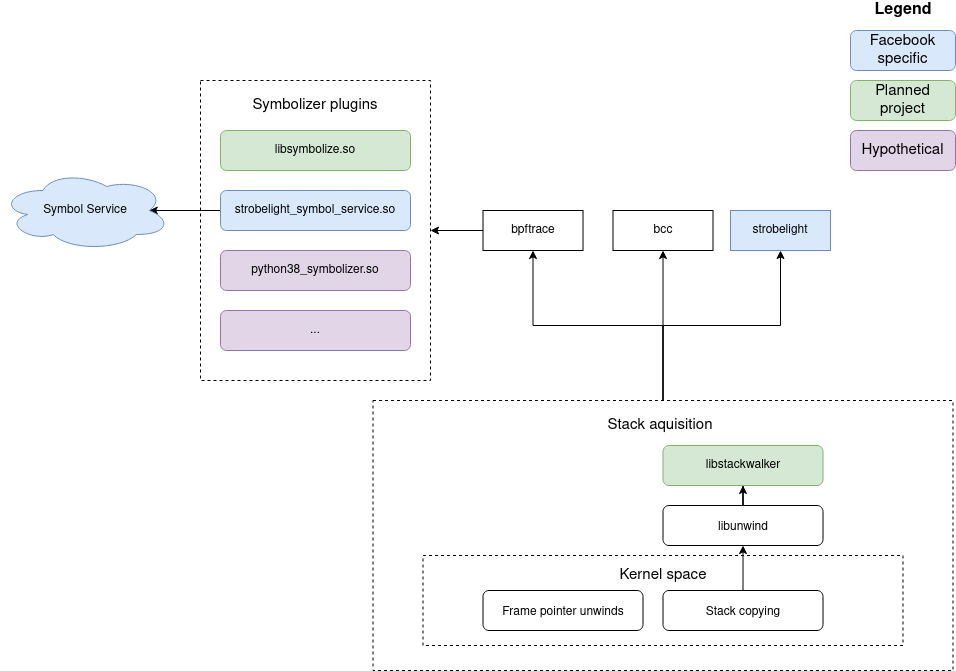 Legend
Facebook
specific
Planned
project
Hypothetical
Symbolizer plugins
libsymbolize.so
strobelight_symbol_service.so
python38_symbolizer.so
...
Symbol Service
bpftrace
bcc
strobelight
Stack aquisition
libstackwalker
libunwind
Kernel space
Frame pointer unwinds
Stack copying